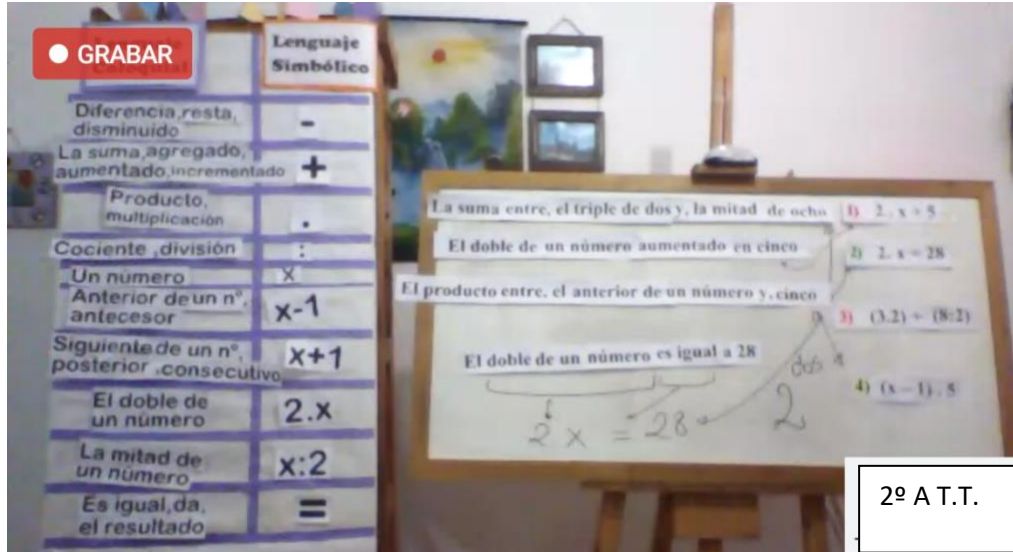 GRABAR
Lenguaje
Simbólico
Diferencia,resta,
disminuido
-
La suma,agregado,
aumentado,incrementado
+
Producto,
multiplicación
.
Cociente ,división
:
Un número
X
Anterior de un nº,
antecesor
x-1
Siguiente de un nº,
posterior ,consecutivo
x+1
El doble de
un número
2.x
La mitad de
un número
x:2
Es igual,da,
el resultado
=
La suma entre, el triple de dos y, la mitad de ocho
1) 2 . x + 5
El doble de un número aumentado en cinco
2) 2. x = 28
El producto entre, el anterior de un número y, cinco
3) (3.2) + (8:2)
El doble de un número es igual a 28
dos
4) (x – 1) . 5
2 x = 28
2
2º A T.T.